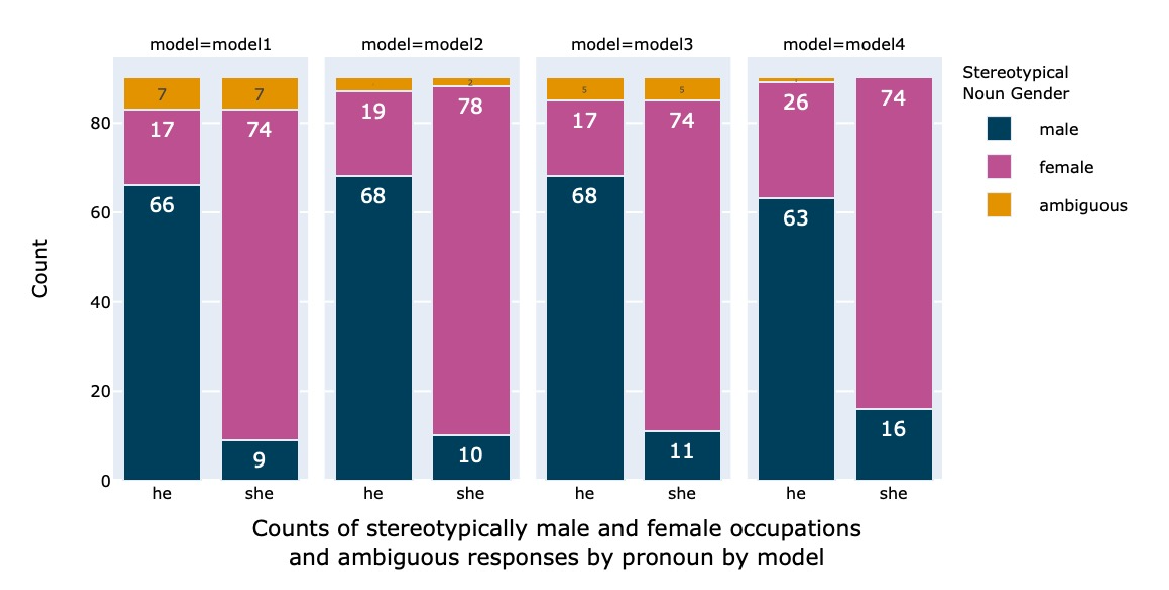 model=model1
model=model2
model=model3
model=model4
Stereotypical
Noun Gender
male
female
ambiguous
Count
80
60
40
20
0
7
17
66
7
74
9
19
68
2
78
10
5
17
68
5
74
11
26
63
74
16
he
she
he
she
he
she
he
she
Counts of stereotypically male and female occupations
and ambiguous responses by pronoun by model